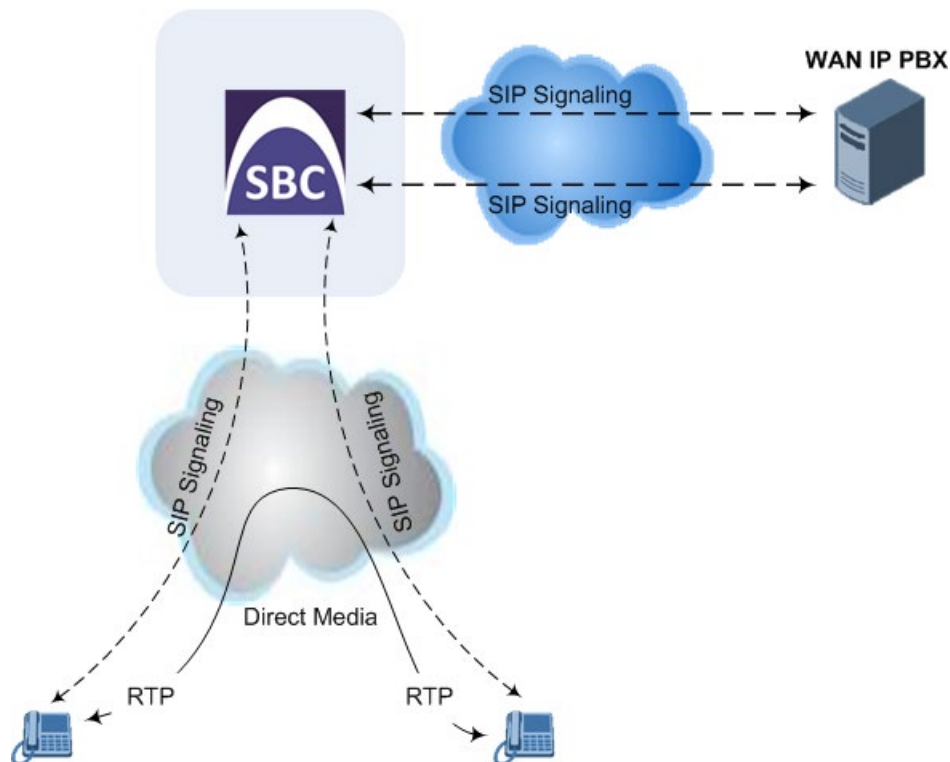 WAN IP PBX
SIP Signaling
SBC
SIP Signaling
SIP Signaling
SIP Signaling
Direct Media
RTP
RTP